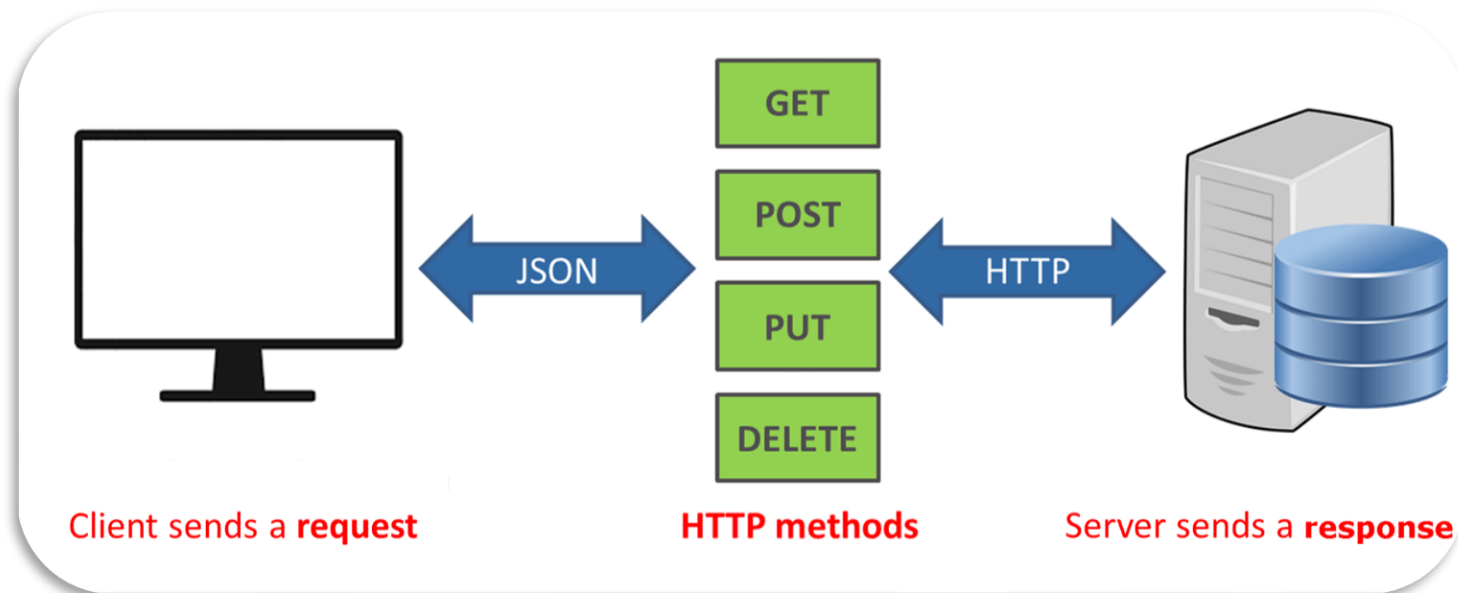 GET
POST
JSON
HTTP
PUT
DELETE
Client sends a request
HTTP methods
Server sends a response